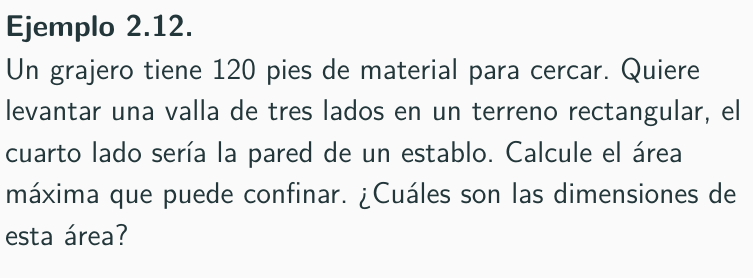 Ejemplo 2.12.
Un grajero tiene 120 pies de material para cercar. Quiere
levantar una valla de tres lados en un terreno rectangular, el
cuarto lado sería la pared de un establo. Calcule el área
máxima que puede confinar. ¿Cuáles son las dimensiones de
esta área?